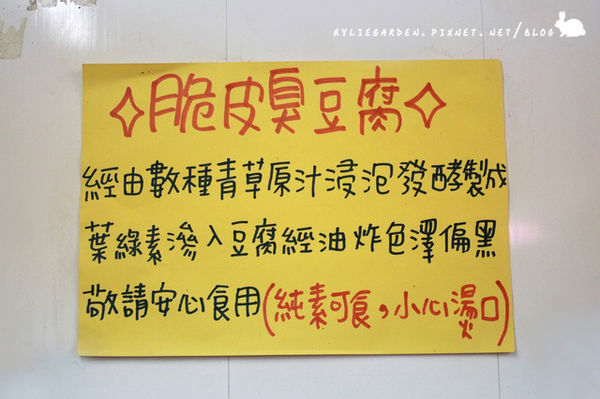 KYLIEGARDEN.PIXNET.NET/BLOG
脆皮臭豆腐
經由數種青草原汁浸泡發酵製成
葉綠素滲入豆腐經油炸色澤偏黑
敬請安心食用(純素可食,小心燙口)